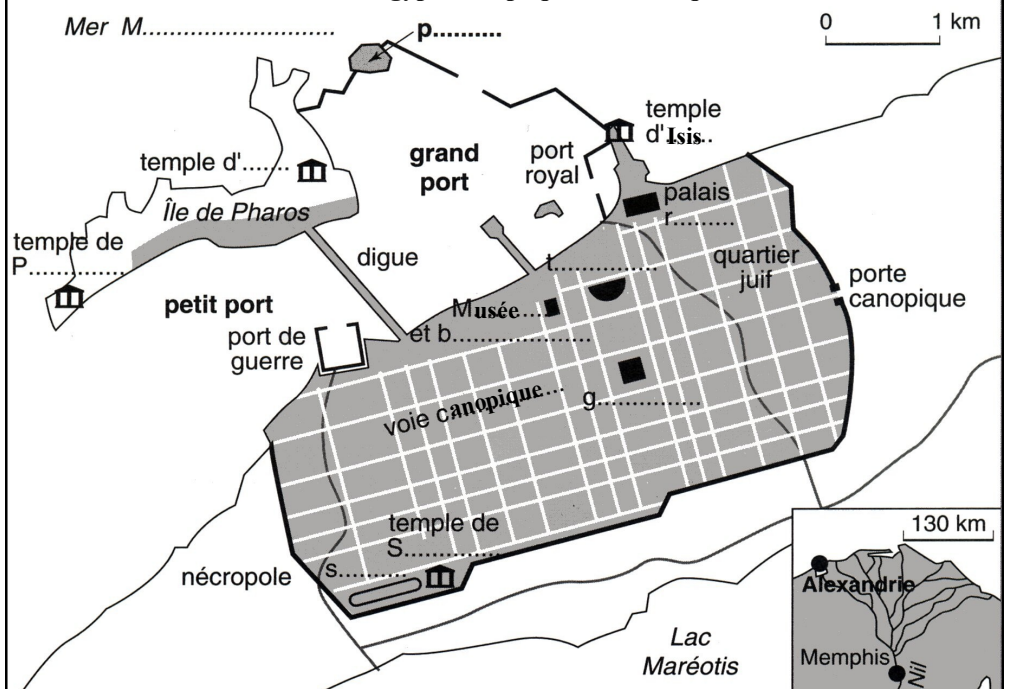 Mer M................................
p..........
0 1 km
temple
d'Isis..
temple d'.......
grand
port
port
royal
palais
r.........
Île de Pharos
temple de
P..............
digue
t...............
quartier
juif
porte
canopique
petit port
Musée....
et b.....................
port de
guerre
voie canopique...
g...............
temple de
S..............
s..........
nécropole
130 km
Alexandrie
Memphis
Nil
Lac
Maréotis